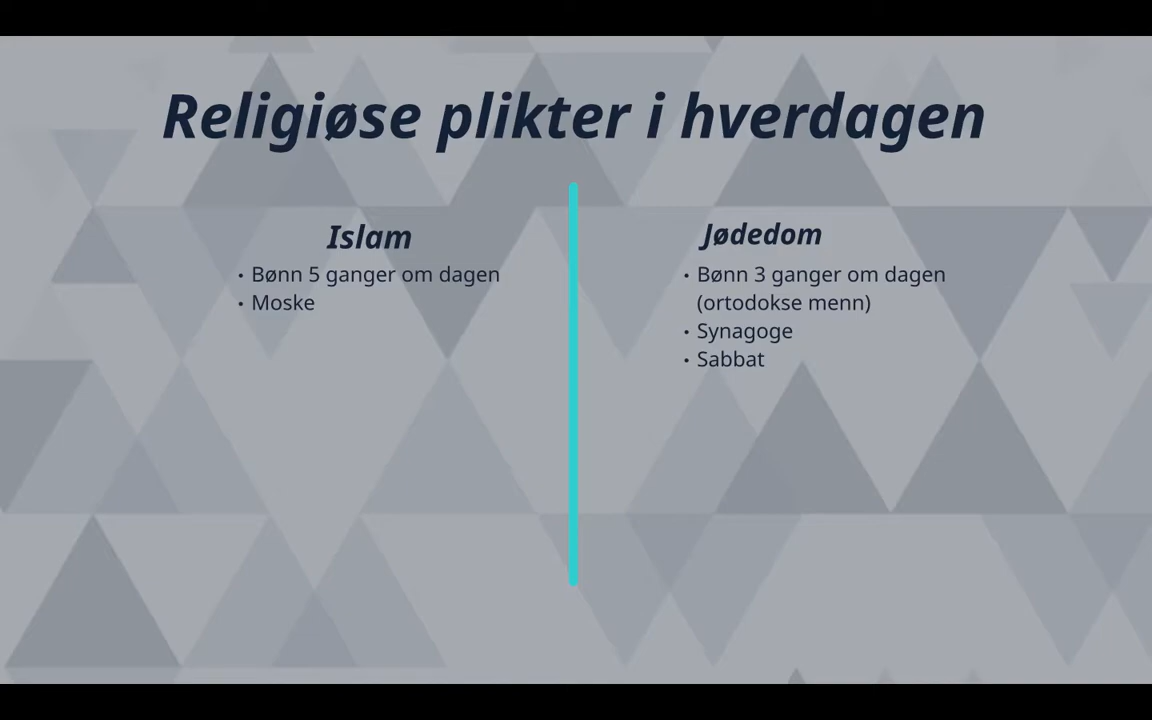 Religiøse plikter i hverdagen
Islam
• Bønn 5 ganger om dagen
• Moske
Jødedom
• Bønn 3 ganger om dagen
(ortodokse menn)
• Synagoge
• Sabbat